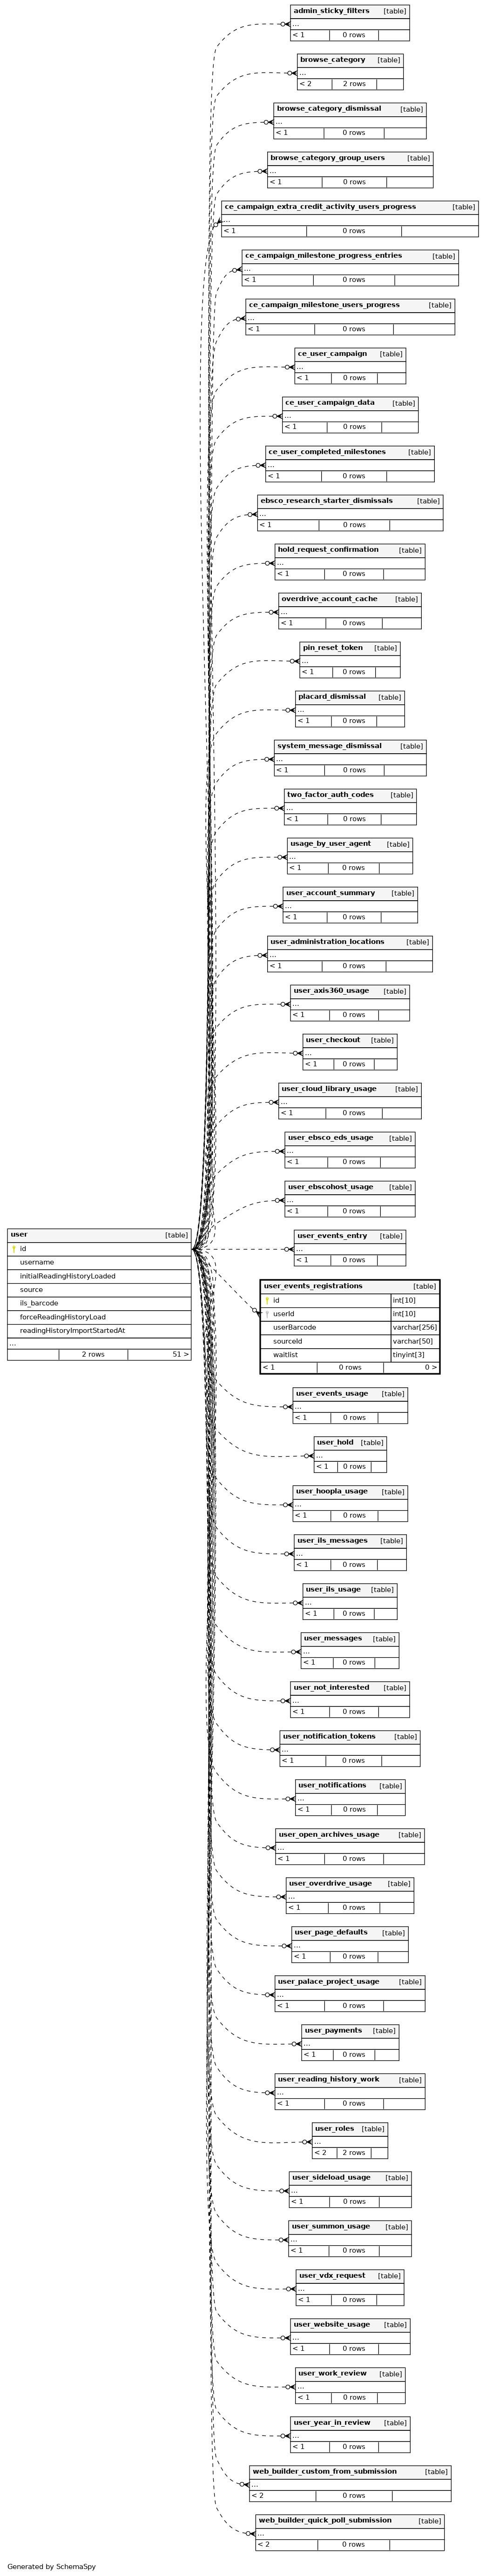 admin_sticky_filters [table]
...
< 1 0 rows
browse_category [table]
...
< 2 2 rows
browse_category_dismissal [table]
...
< 1 0 rows
browse_category_group_users [table]
...
< 1 0 rows
ce_campaign_extra_credit_activity_users_progress [table]
...
< 1 0 rows
ce_campaign_milestone_progress_entries [table]
...
< 1 0 rows
ce_campaign_milestone_users_progress [table]
...
< 1 0 rows
ce_user_campaign [table]
...
< 1 0 rows
ce_user_campaign_data [table]
...
< 1 0 rows
ce_user_completed_milestones [table]
...
< 1 0 rows
ebsco_research_starter_dismissals [table]
...
< 1 0 rows
hold_request_confirmation [table]
...
< 1 0 rows
overdrive_account_cache [table]
...
< 1 0 rows
pin_reset_token [table]
...
< 1 0 rows
placard_dismissal [table]
...
< 1 0 rows
system_message_dismissal [table]
...
< 1 0 rows
two_factor_auth_codes [table]
...
< 1 0 rows
usage_by_user_agent [table]
...
< 1 0 rows
user_account_summary [table]
...
< 1 0 rows
user_administration_locations [table]
...
< 1 0 rows
user_axis360_usage [table]
...
< 1 0 rows
user_checkout [table]
...
< 1 0 rows
user_cloud_library_usage [table]
...
< 1 0 rows
user_ebsco_eds_usage [table]
...
< 1 0 rows
user_ebscohost_usage [table]
...
< 1 0 rows
user [table]
id
username
initialReadingHistoryLoaded
source
ils_barcode
forceReadingHistoryLoad
readingHistoryImportStartedAt
...
2 rows 51 >
user_events_entry [table]
...
< 1 0 rows
user_events_registrations [table]
id int[10]
userId int[10]
userBarcode varchar[256]
sourceId varchar[50]
waitlist tinyint[3]
< 1 0 rows 0 >
user_events_usage [table]
...
< 1 0 rows
user_hold [table]
...
< 1 0 rows
user_hoopla_usage [table]
...
< 1 0 rows
user_ils_messages [table]
...
< 1 0 rows
user_ils_usage [table]
...
< 1 0 rows
user_messages [table]
...
< 1 0 rows
user_not_interested [table]
...
< 1 0 rows
user_notification_tokens [table]
...
< 1 0 rows
user_notifications [table]
...
< 1 0 rows
user_open_archives_usage [table]
...
< 1 0 rows
user_overdrive_usage [table]
...
< 1 0 rows
user_page_defaults [table]
...
< 1 0 rows
user_palace_project_usage [table]
...
< 1 0 rows
user_payments [table]
...
< 1 0 rows
user_reading_history_work [table]
...
< 1 0 rows
user_roles [table]
...
< 2 2 rows
user_sideload_usage [table]
...
< 1 0 rows
user_summon_usage [table]
...
< 1 0 rows
user_vdx_request [table]
...
< 1 0 rows
user_website_usage [table]
...
< 1 0 rows
user_work_review [table]
...
< 1 0 rows
user_year_in_review [table]
...
< 1 0 rows
web_builder_custom_from_submission [table]
...
< 2 0 rows
web_builder_quick_poll_submission [table]
...
< 2 0 rows
Generated by SchemaSpy